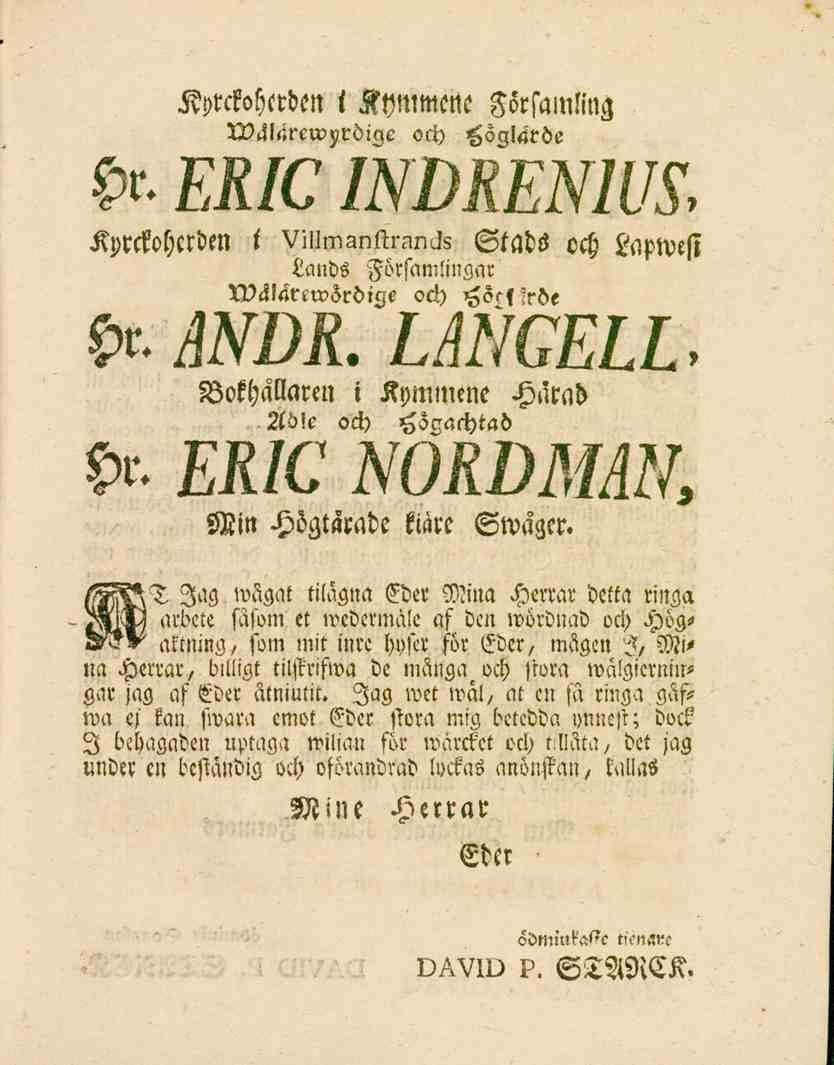 Kyrckoherden i Kymmene Församling
Wälärewyrdige och Höglärde
Hr. ERIC INDRENIUS,
Kyrckoherden i Villmanstrands Stads och Lapwesi
Lands Församlingar
Wälärewördige och Höglärde
Hr. ANDR. LANGELL,
Bokhållaren i Kymmene Härad
Ädle och Högachtad
Hr. ERIC NORDMAN,
Min Högtärade kiäre Swåger.
AT Jag wågat tilägna Eder Mina Herrar detta ringa
arbete såsom et wedermäle af den wördnad och Hög-
aktning, som mit inre hyser för Eder, mågen I, Mi-
na Herrar, billigt tilskrifwa de många och stora wälgiernin-
gar jag af Eder åtniutit. Jag wet wäl, at en så ringa gåf-
wa ej kan swara emot Eder stora mig betedda ynnest; dock
I behagaden uptaga wilian för wärcket och tillåta, det jag
under en beständig och oförandrad lyckas anönskan, kallas
Mine Herrar
Eder
ödmiukaste tienare
DAVID P. STARCK.